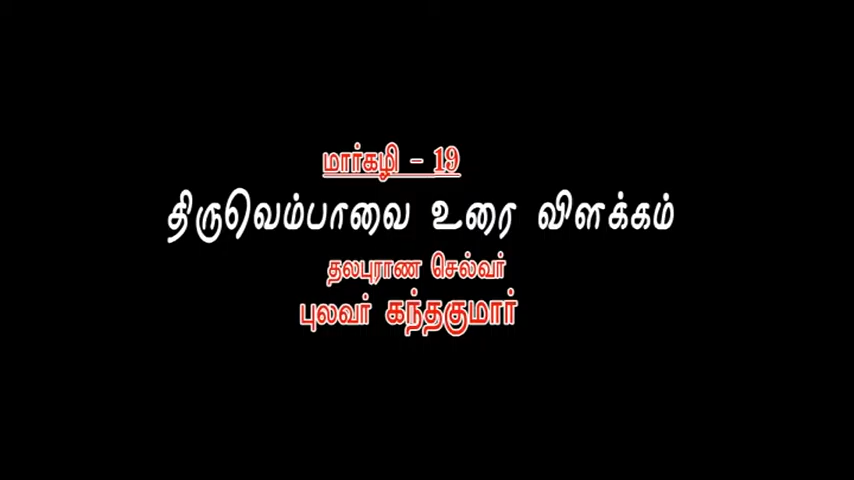 மார்கழி – 19
திருவெம்பாவை உரை விளக்கம்
தலபுராண செல்வர்
புலவர் கந்தகுமார்